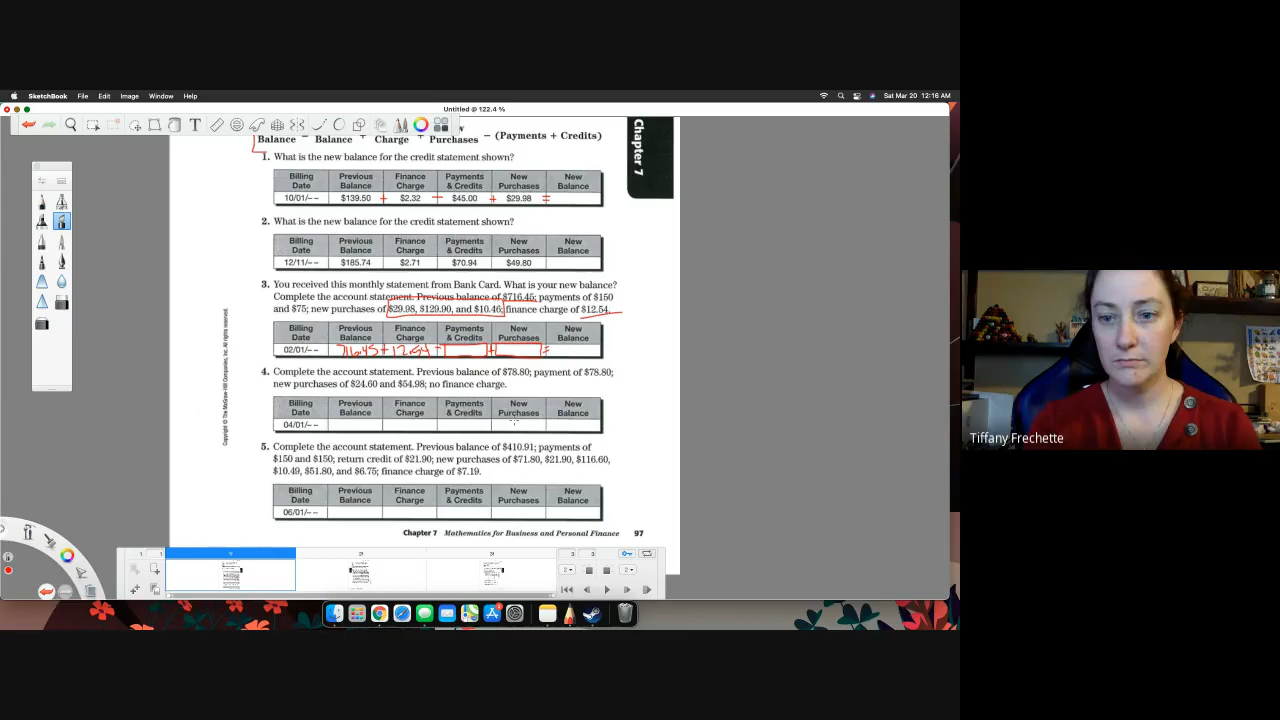 SketchBook File Edit Image Window Help
Sat Mar 20 12:16 AM
Untitled @ 122.4 %
Balance = Balance + Charge + Purchases – (Payments + Credits)
Chapter 7
1. What is the new balance for the credit statement shown?
Billing Date Previous Balance Finance Charge Payments & Credits New Purchases New Balance
10/01/-- $139.50 + $2.32 – $45.00 + $29.98 =
2. What is the new balance for the credit statement shown?
Billing Date Previous Balance Finance Charge Payments & Credits New Purchases New Balance
12/11/-- $185.74 $2.71 $70.94 $49.80
3. You received this monthly statement from Bank Card. What is your new balance?
Complete the account statement. Previous balance of $716.45; payments of $150
and $75; new purchases of $29.98, $129.90, and $10.46; finance charge of $12.54.
Billing Date Previous Balance Finance Charge Payments & Credits New Purchases New Balance
02/01/-- 716.45 + 12.54 – + =
4. Complete the account statement. Previous balance of $78.80; payment of $78.80;
new purchases of $24.60 and $54.98; no finance charge.
Billing Date Previous Balance Finance Charge Payments & Credits New Purchases New Balance
04/01/--
5. Complete the account statement. Previous balance of $410.91; payments of
$150 and $150; return credit of $21.90; new purchases of $71.80, $21.90, $116.60,
$10.49, $51.80, and $6.75; finance charge of $7.19.
Billing Date Previous Balance Finance Charge Payments & Credits New Purchases New Balance
06/01/--
Copyright © The McGraw-Hill Companies, Inc. All rights reserved.
Chapter 7 Mathematics for Business and Personal Finance 97
Tiffany Frechette